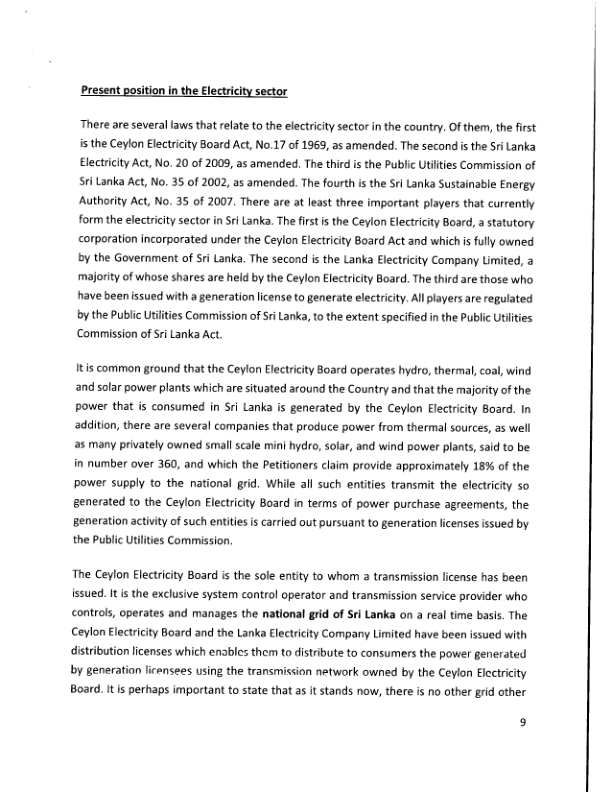 Present position in the Electricity sector
There are several laws that relate to the electricity sector in the country. Of them, the first
is the Ceylon Electricity Board Act, No.17 of 1969, as amended. The second is the Sri Lanka
Electricity Act, No. 20 of 2009, as amended. The third is the Public Utilities Commission of
Sri Lanka Act, No. 35 of 2002, as amended. The fourth is the Sri Lanka Sustainable Energy
Authority Act, No. 35 of 2007. There are at least three important players that currently
form the electricity sector in Sri Lanka. The first is the Ceylon Electricity Board, a statutory
corporation incorporated under the Ceylon Electricity Board Act and which is fully owned
by the Government of Sri Lanka. The second is the Lanka Electricity Company Limited, a
majority of whose shares are held by the Ceylon Electricity Board. The third are those who
have been issued with a generation license to generate electricity. All players are regulated
by the Public Utilities Commission of Sri Lanka, to the extent specified in the Public Utilities
Commission of Sri Lanka Act.
It is common ground that the Ceylon Electricity Board operates hydro, thermal, coal, wind
and solar power plants which are situated around the Country and that the majority of the
power that is consumed in Sri Lanka is generated by the Ceylon Electricity Board. In
addition, there are several companies that produce power from thermal sources, as well
as many privately owned small scale mini hydro, solar, and wind power plants, said to be
in number over 360, and which the Petitioners claim provide approximately 18% of the
power supply to the national grid. While all such entities transmit the electricity so
generated to the Ceylon Electricity Board in terms of power purchase agreements, the
generation activity of such entities is carried out pursuant to generation licenses issued by
the Public Utilities Commission.
The Ceylon Electricity Board is the sole entity to whom a transmission license has been
issued. It is the exclusive system control operator and transmission service provider who
controls, operates and manages the national grid of Sri Lanka on a real time basis. The
Ceylon Electricity Board and the Lanka Electricity Company Limited have been issued with
distribution licenses which enables them to distribute to consumers the power generated
by generation licensees using the transmission network owned by the Ceylon Electricity
Board. It is perhaps important to state that as it stands now, there is no other grid other
9